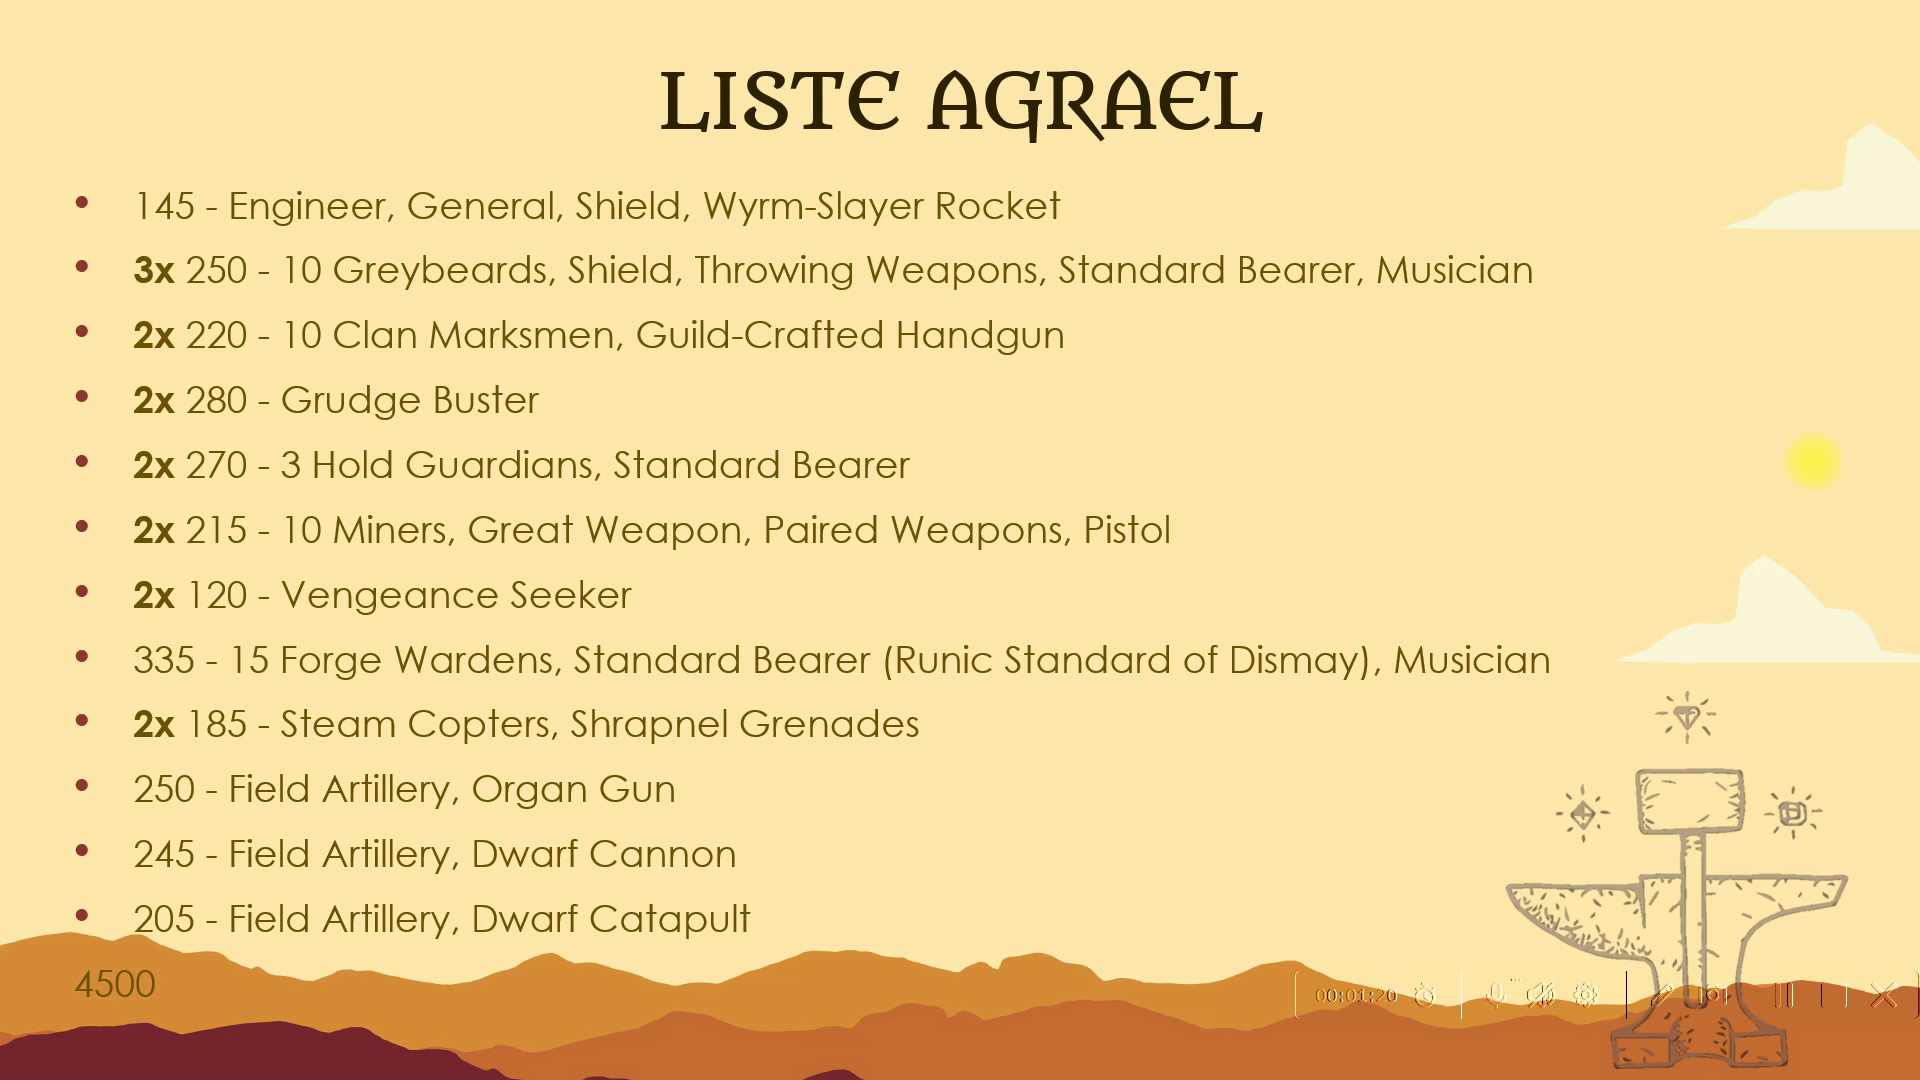 LISTE AGRAEL
• 145 - Engineer, General, Shield, Wyrm-Slayer Rocket
• 3x 250 - 10 Greybeards, Shield, Throwing Weapons, Standard Bearer, Musician
• 2x 220 - 10 Clan Marksmen, Guild-Crafted Handgun
• 2x 280 - Grudge Buster
• 2x 270 - 3 Hold Guardians, Standard Bearer
• 2x 215 - 10 Miners, Great Weapon, Paired Weapons, Pistol
• 2x 120 - Vengeance Seeker
• 335 - 15 Forge Wardens, Standard Bearer (Runic Standard of Dismay), Musician
• 2x 185 - Steam Copters, Shrapnel Grenades
• 250 - Field Artillery, Organ Gun
• 245 - Field Artillery, Dwarf Cannon
• 205 - Field Artillery, Dwarf Catapult
4500
00:01:20